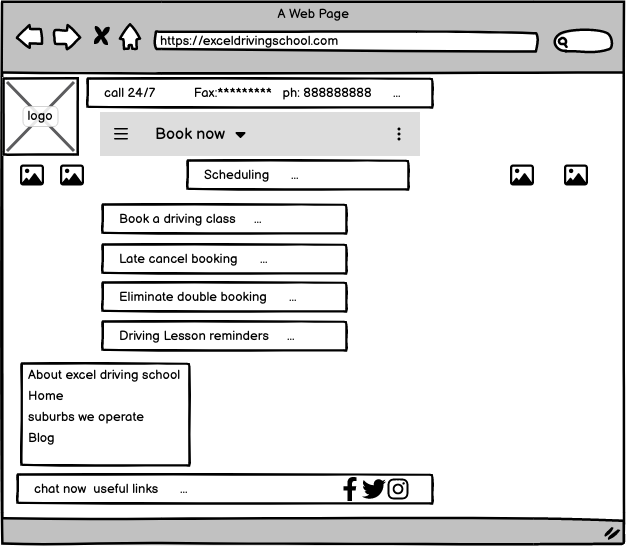 A Web Page
https://exceldrivingschool.com
logo
call 24/7 Fax:********* ph: 888888888 ...
Book now
Scheduling ...
Book a driving class ...
Late cancel booking ...
Eliminate double booking ...
Driving Lesson reminders ...
About excel driving school
Home
suburbs we operate
Blog
chat now useful links ...